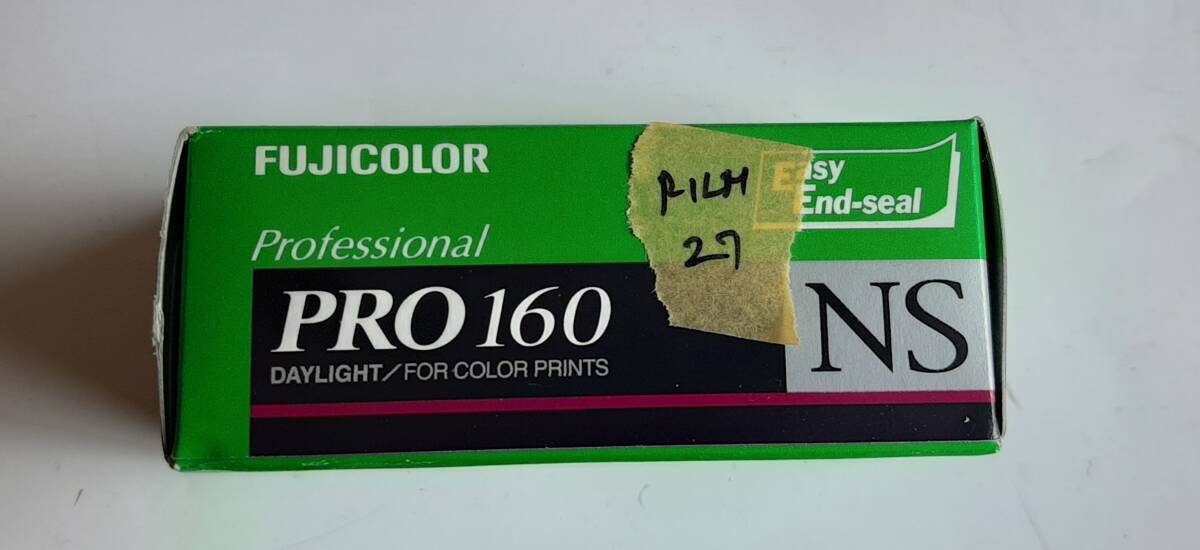 FUJICOLOR
Easy
End-seal
FILM
27
Professional
PRO 160
NS
DAYLIGHT/FOR COLOR PRINTS